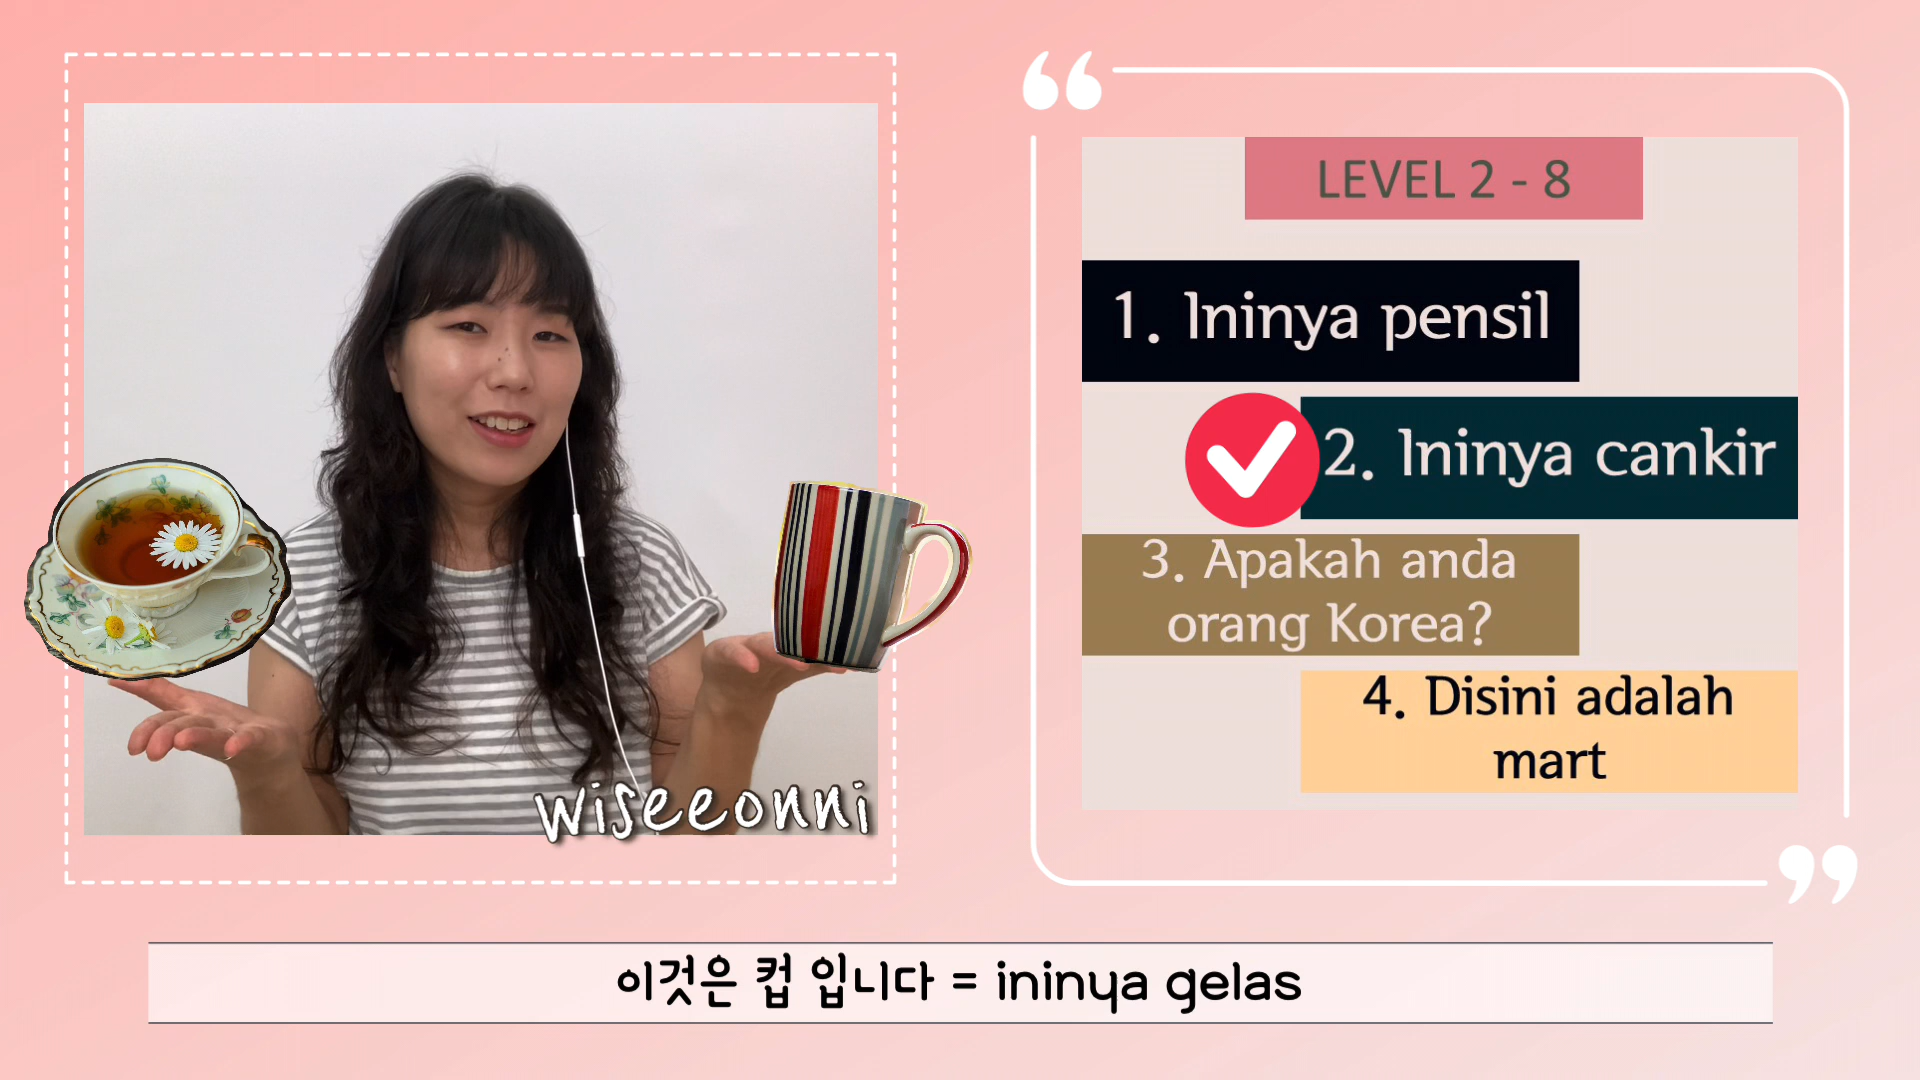 LEVEL 2 - 8
1. Ininya pensil
2. Ininya cankir
3. Apakah anda
orang Korea?
4. Disini adalah
mart
wiseeonni
이것은 컵 입니다 = ininya gelas